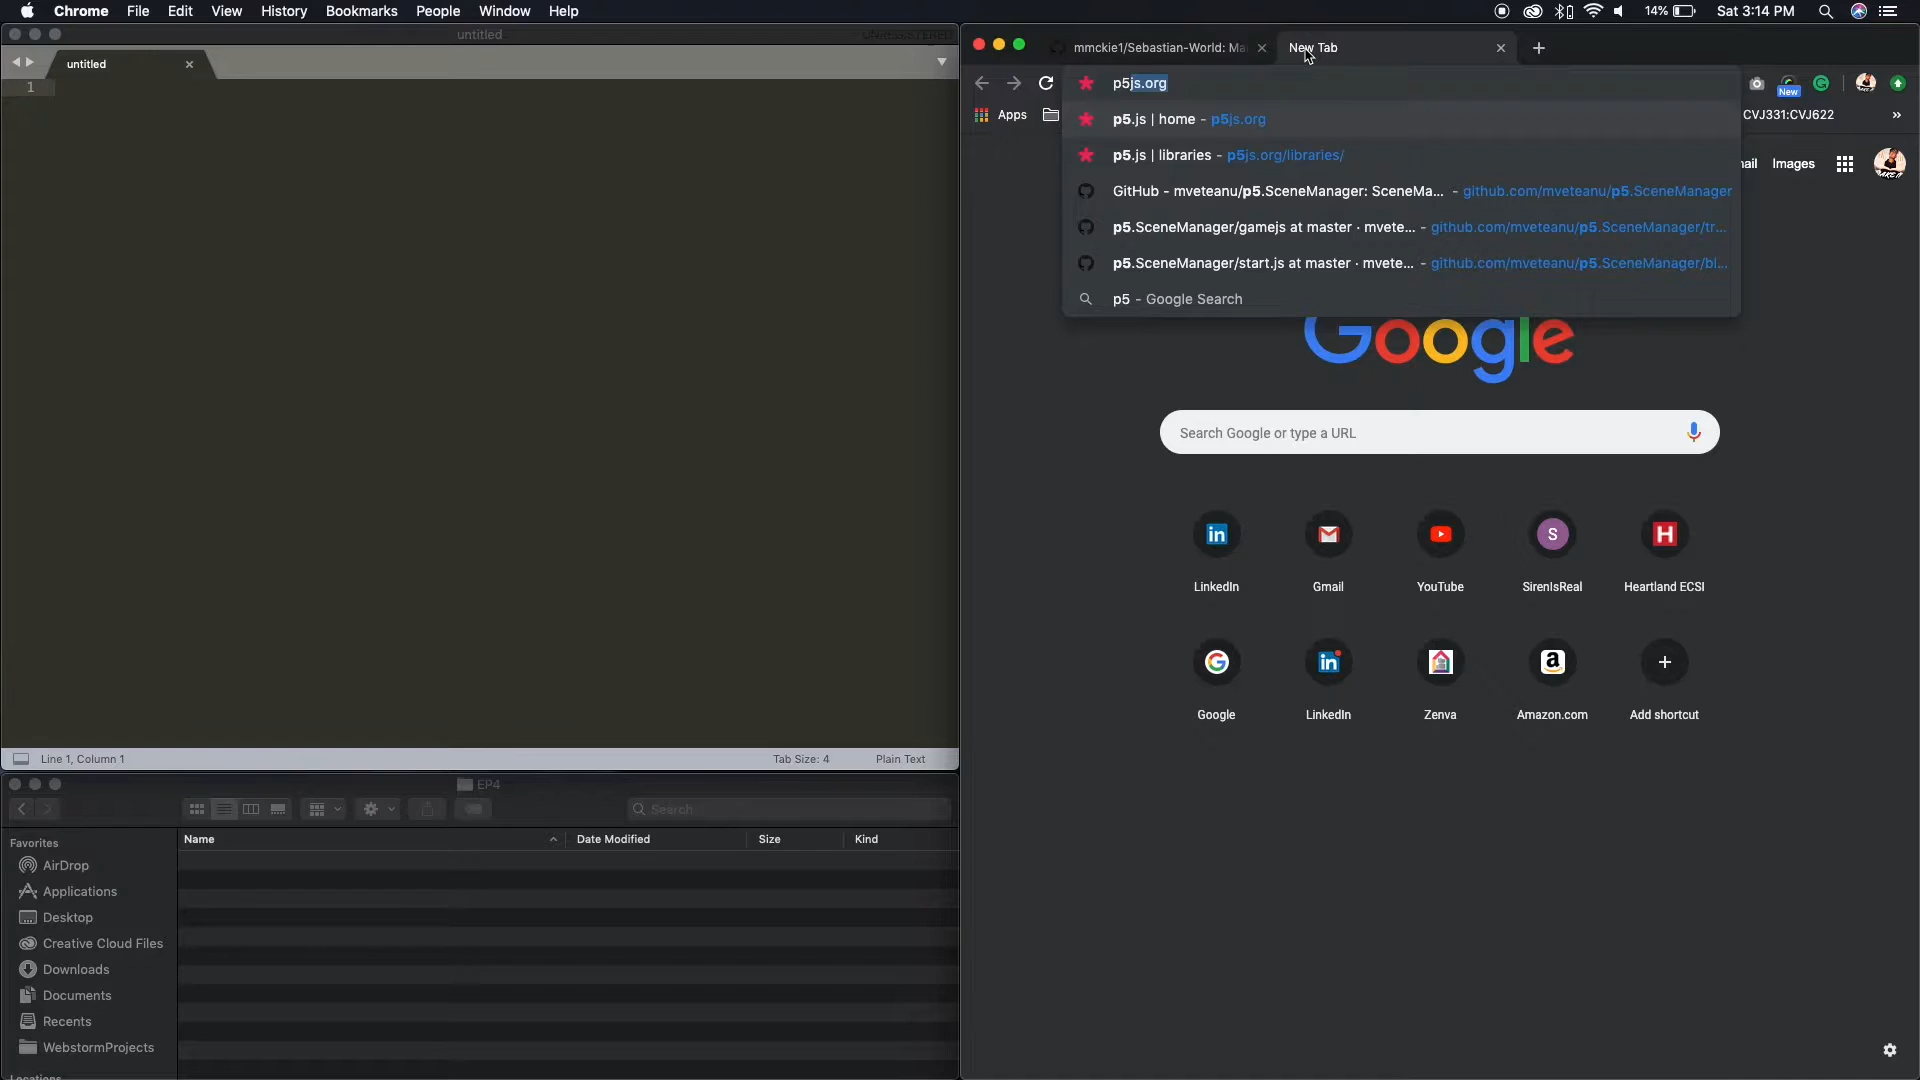 Chrome File Edit View History Bookmarks People Window Help 14% Sat 3:14 PM
untitled UNREGISTERED
untitled
1
Line 1, Column 1 Tab Size: 4 Plain Text
EP4
Search
Favorites
AirDrop
Applications
Desktop
Creative Cloud Files
Downloads
Documents
Recents
WebstormProjects
Locations
Name Date Modified Size Kind
mmckie1/Sebastian-World: Ma New Tab
p5js.org
New
Apps CVJ331:CVJ622 »
p5.js | home - p5js.org
p5.js | libraries - p5js.org/libraries/
GitHub - mveteanu/p5.SceneManager: SceneMa... - github.com/mveteanu/p5.SceneManager
p5.SceneManager/gamejs at master · mvete... - github.com/mveteanu/p5.SceneManager/tr...
p5.SceneManager/start.js at master · mvete... - github.com/mveteanu/p5.SceneManager/bl...
p5 - Google Search
ail Images
Google
Search Google or type a URL
LinkedIn Gmail YouTube SirenIsReal Heartland ECSI
S H
Google LinkedIn Zenva Amazon.com Add shortcut